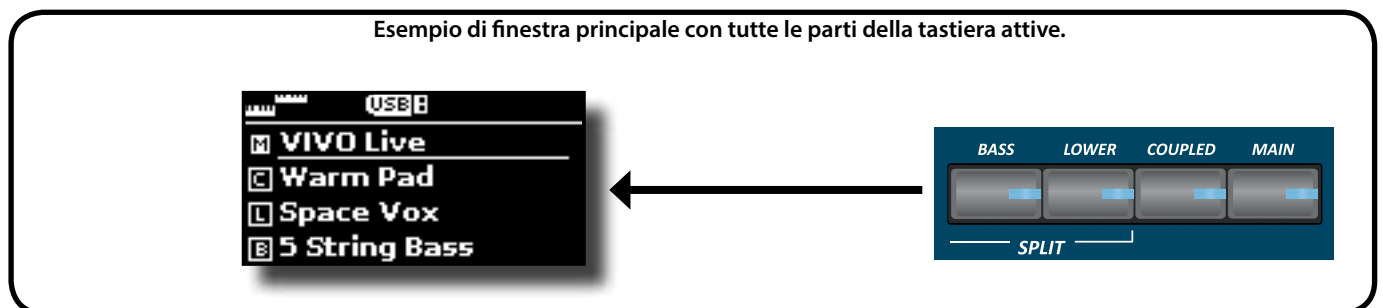 Esempio di finestra principale con tutte le parti della tastiera attive.
USB
M VIVO Live
C Warm Pad
L Space Vox
B 5 String Bass
BASS LOWER COUPLED MAIN
SPLIT